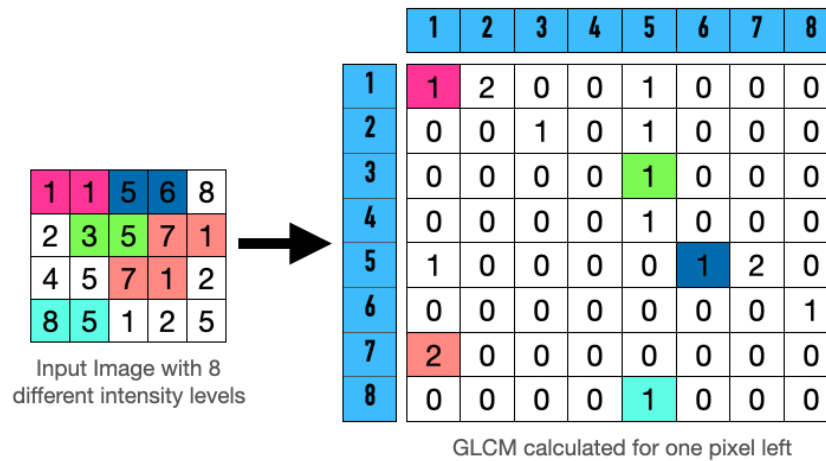 1 2 3 4 5 6 7 8
1 1 2 0 0 1 0 0 0
2 0 0 1 0 1 0 0 0
3 0 0 0 0 1 0 0 0
4 0 0 0 0 1 0 0 0
5 1 0 0 0 0 1 2 0
6 0 0 0 0 0 0 0 1
7 2 0 0 0 0 0 0 0
8 0 0 0 0 1 0 0 0
1 1 5 6 8
2 3 5 7 1
4 5 7 1 2
8 5 1 2 5
Input Image with 8
different intensity levels
GLCM calculated for one pixel left